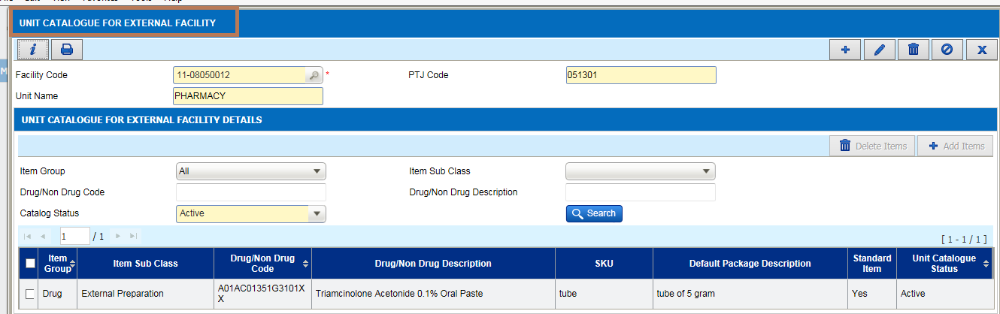 UNIT CATALOGUE FOR EXTERNAL FACILITY
i
Facility Code 11-08050012 * PTJ Code 051301
Unit Name PHARMACY
UNIT CATALOGUE FOR EXTERNAL FACILITY DETAILS
Delete Items + Add Items
Item Group All Item Sub Class
Drug/Non Drug Code Drug/Non Drug Description
Catalog Status Active Search
1 / 1
[ 1 - 1 / 1 ]
Item Group Item Sub Class Drug/Non Drug Code Drug/Non Drug Description SKU Default Package Description Standard Item Unit Catalogue Status
Drug External Preparation A01AC01351G3101X Triamcinolone Acetonide 0.1% Oral Paste tube tube of 5 gram Yes Active
X